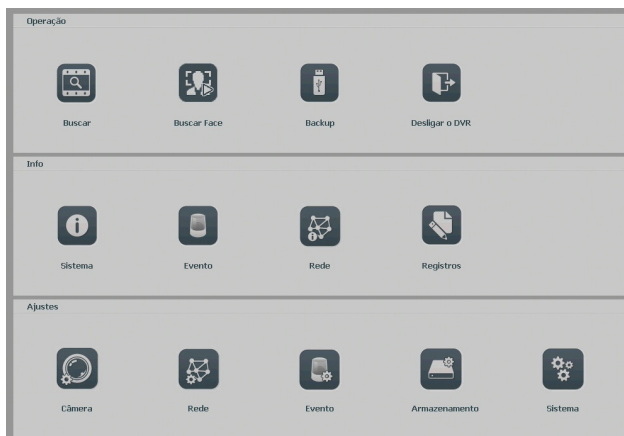 Operação
Buscar
Buscar Face
Backup
Desligar o DVR
Info
Sistema
Evento
Rede
Registros
Ajustes
Câmera
Rede
Evento
Armazenamento
Sistema